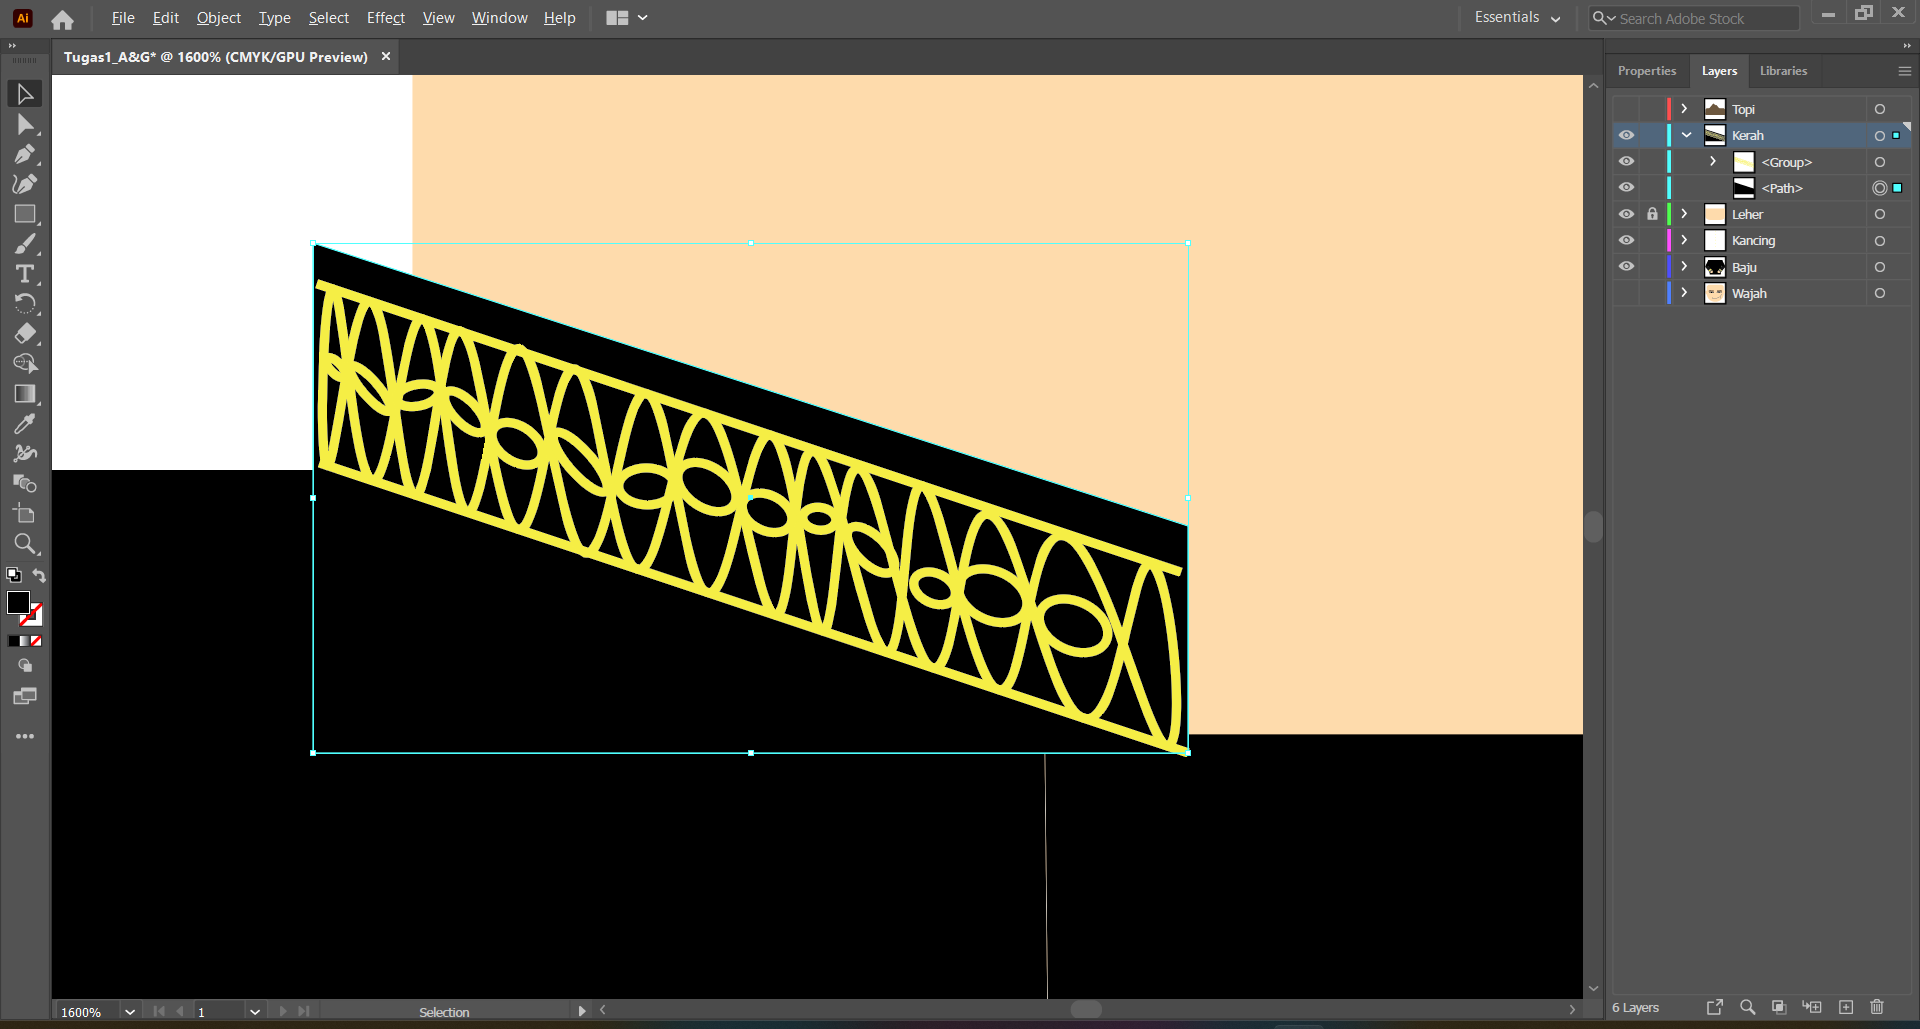 Ai File Edit Object Type Select Effect View Window Help Essentials Search Adobe Stock
Tugas1_A&G* @ 1600% (CMYK/GPU Preview) ×
Properties Layers Libraries
Topi
Kerah
<Group>
<Path>
Leher
Kancing
Baju
Wajah
6 Layers
1600% 1 Selection